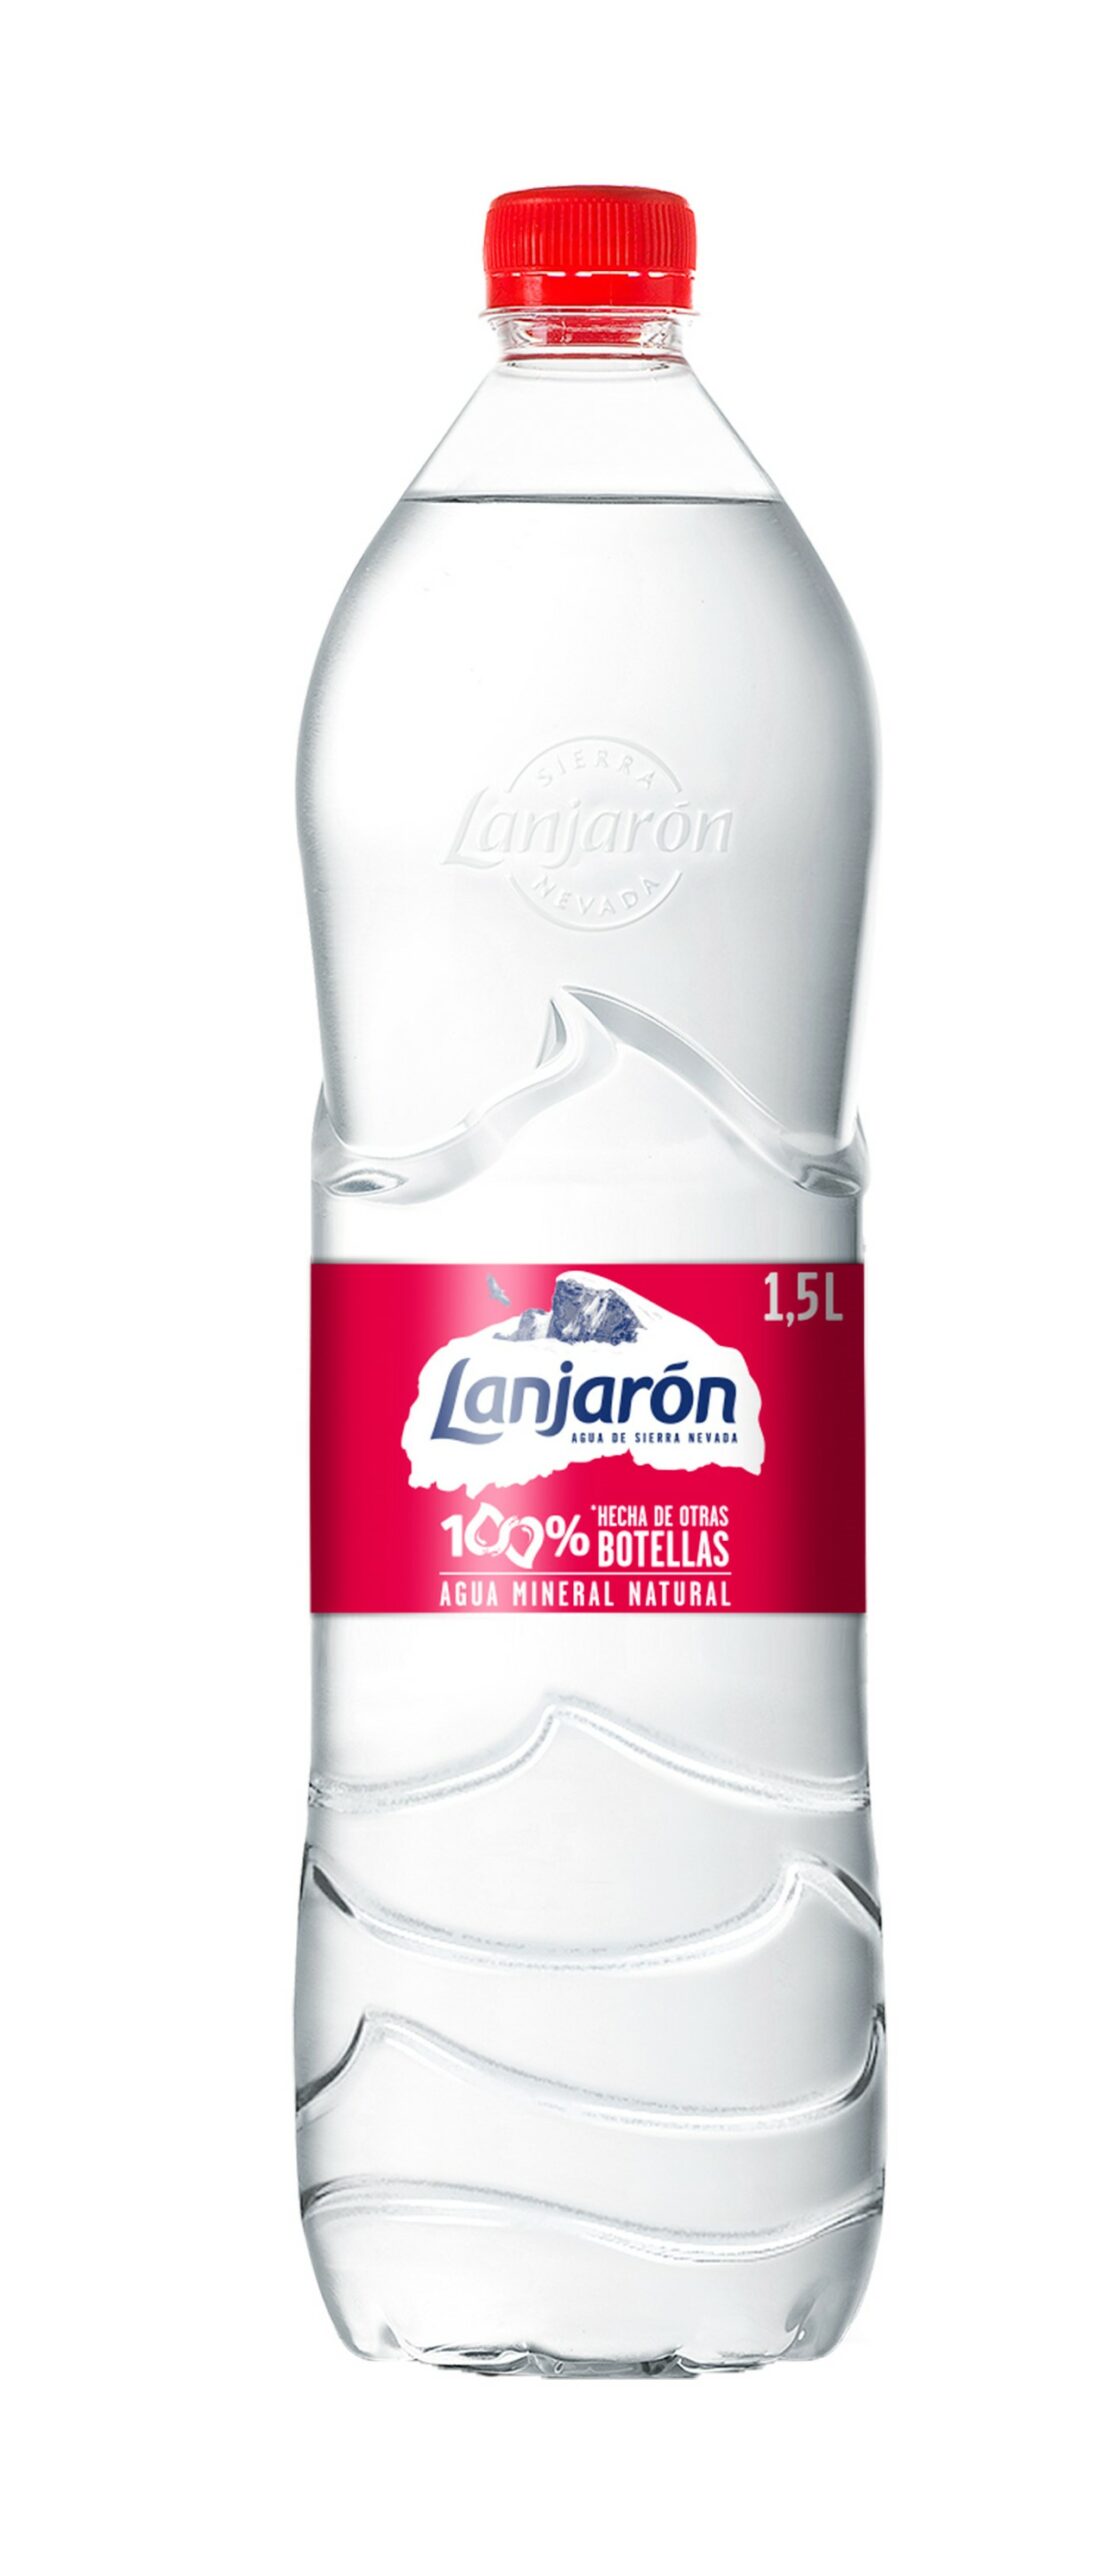 SIERRA
Lanjarón
NEVADA
1,5L
Lanjarón
AGUA DE SIERRA NEVADA
100% *HECHA DE OTRAS
BOTELLAS
AGUA MINERAL NATURAL